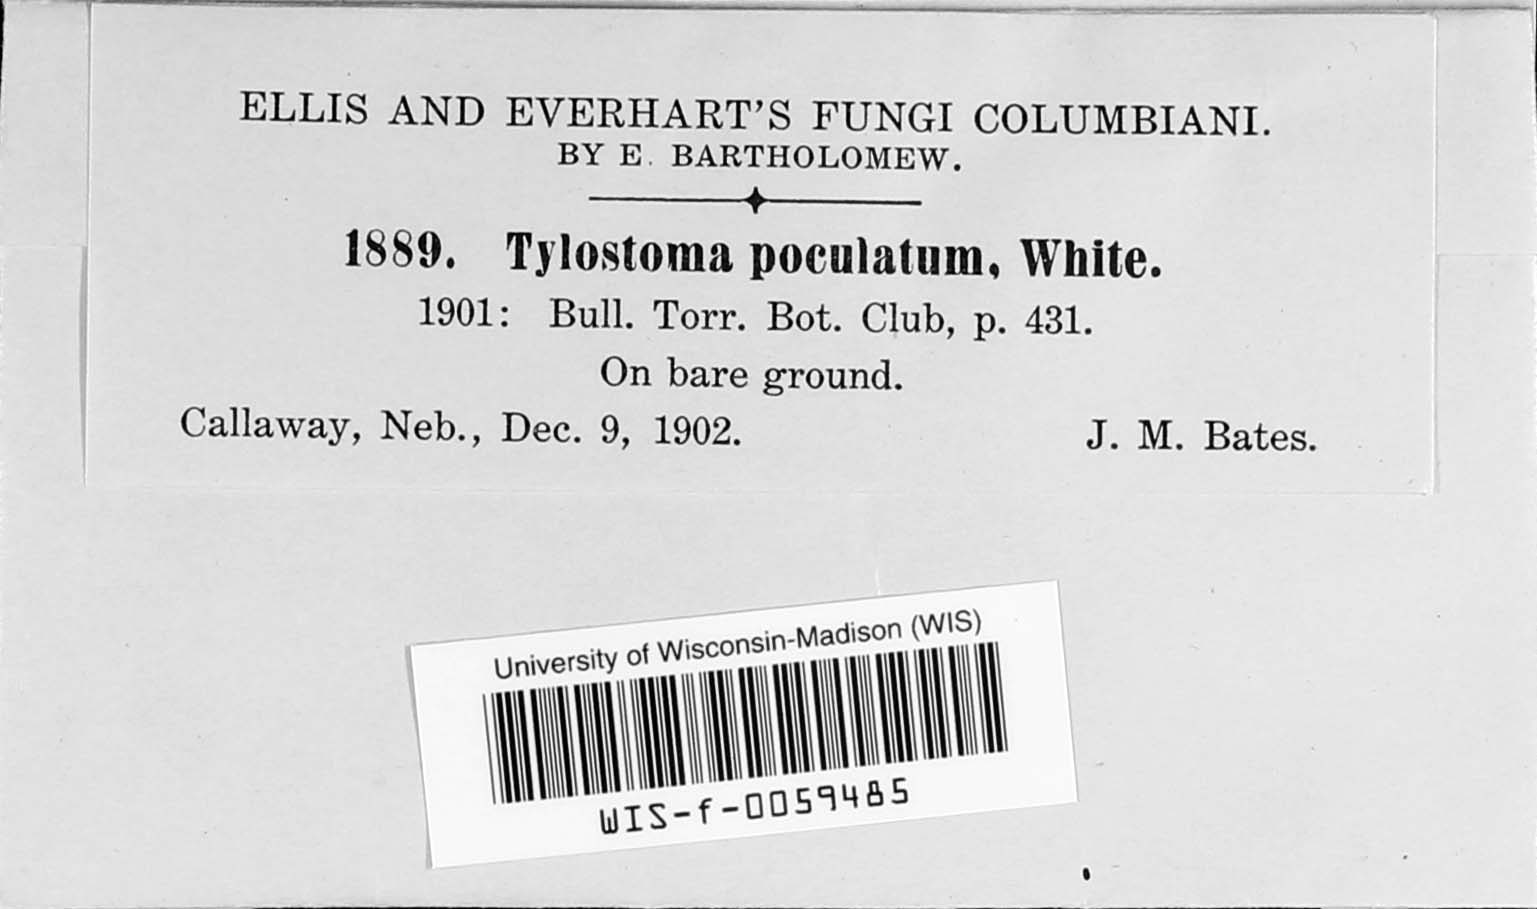 ELLIS AND EVERHART'S FUNGI COLUMBIANI.
BY E. BARTHOLOMEW.
1889. Tylostoma poculatum, White.
1901: Bull. Torr. Bot. Club, p. 431.
On bare ground.
Callaway, Neb., Dec. 9, 1902. J. M. Bates.
University of Wisconsin-Madison (WIS)
WIS-f-0059485